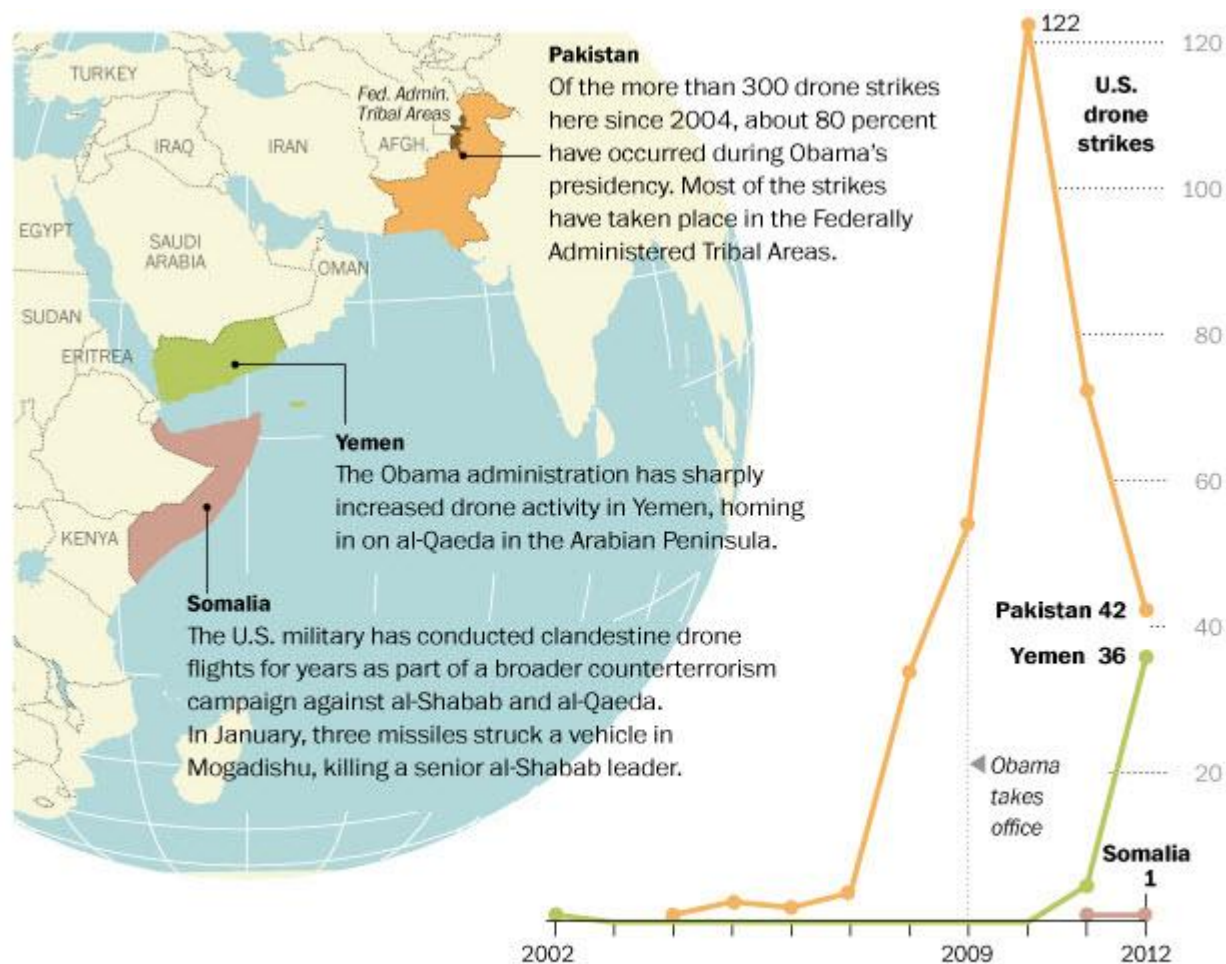 TURKEY
IRAQ
IRAN
AFGH.
Fed. Admin.
Tribal Areas
EGYPT
SAUDI
ARABIA
OMAN
SUDAN
ERITREA
KENYA
Pakistan
Of the more than 300 drone strikes
here since 2004, about 80 percent
have occurred during Obama's
presidency. Most of the strikes
have taken place in the Federally
Administered Tribal Areas.
Yemen
The Obama administration has sharply
increased drone activity in Yemen, homing
in on al-Qaeda in the Arabian Peninsula.
Somalia
The U.S. military has conducted clandestine drone
flights for years as part of a broader counterterrorism
campaign against al-Shabab and al-Qaeda.
In January, three missiles struck a vehicle in
Mogadishu, killing a senior al-Shabab leader.
U.S.
drone
strikes
122
120
100
80
60
40
20
Pakistan 42
Yemen 36
Obama
takes
office
Somalia
1
2002
2009
2012